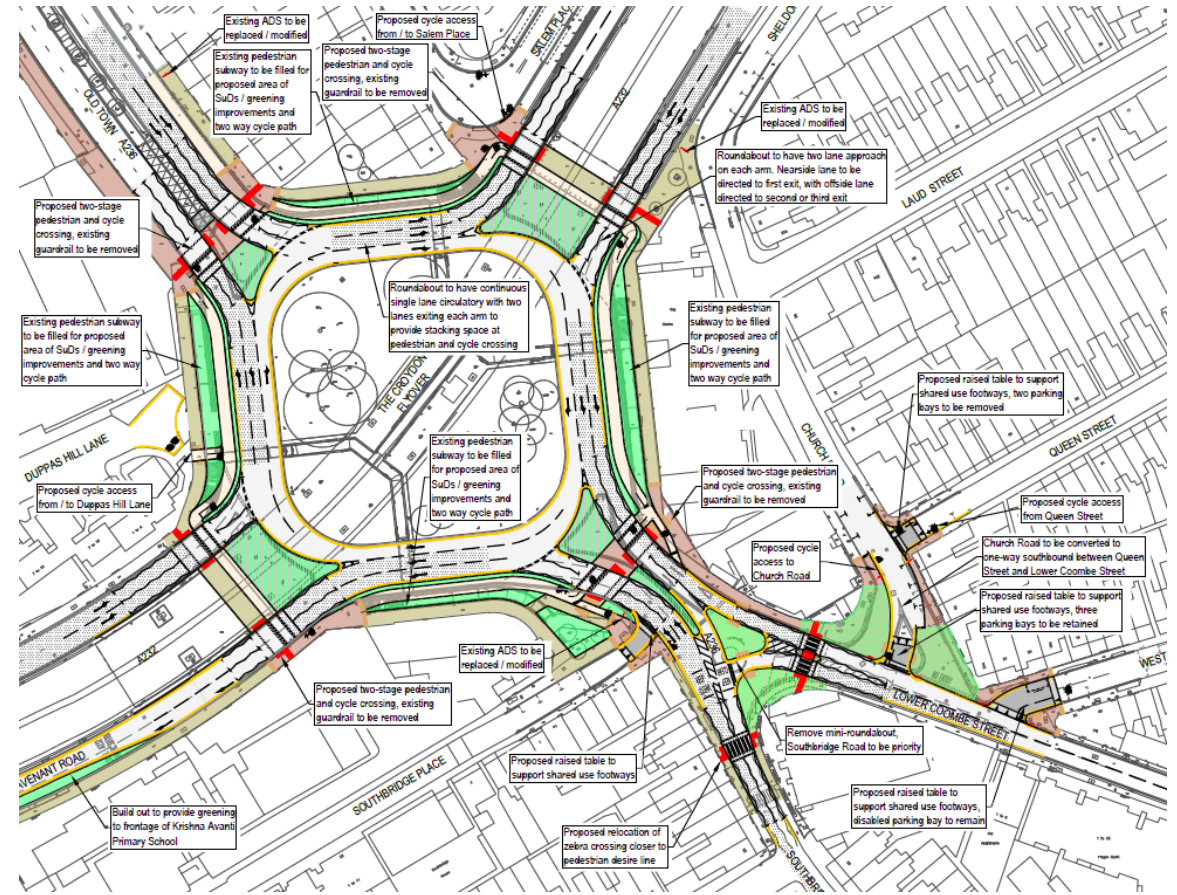 Existing ADS to be
replaced / modified
Existing pedestrian
subway to be filled for
proposed area of
SuDs / greening
improvements and
two way cycle path
Proposed two-stage
pedestrian and cycle
crossing, existing
guardrail to be removed
Proposed cycle access
from / to Salem Place
SALEM PLAC
SHELDO
A232
OLD TOWN
A236
Existing ADS to be
replaced / modified
Roundabout to have two lane approach
on each arm. Nearside lane to be
directed to first exit, with offside lane
directed to second or third exit
LAUD STREET
Proposed two-stage
pedestrian and cycle
crossing, existing
guardrail to be removed
Roundabout to have continuous
single lane circulatory with two
lanes exiting each arm to
provide stacking space at
pedestrian and cycle crossing
Existing pedestrian subway
to be filled for proposed
area of SuDs / greening
improvements and two way
cycle path
Existing pedestrian
subway to be filled for
proposed area of
SuDs / greening
improvements and
two way cycle path
THE CROYDON
FLYOVER
Proposed raised table to support
shared use footways, two parking
bays to be removed
DUPPAS HILL LANE
CHURCH
QUEEN STREET
Existing pedestrian
subway to be filled
for proposed area of
SuDs / greening
improvements and
two way cycle path
Proposed two-stage pedestrian
and cycle crossing, existing
guardrail to be removed
Proposed cycle access
from / to Duppas Hill Lane
Proposed cycle access
from Queen Street
Proposed cycle
access to
Church Road
Church Road to be converted to
one-way southbound between Queen
Street and Lower Coombe Street
Proposed raised table to support
shared use footways, three
parking bays to be retained
A232
A236
Existing ADS to be
replaced / modified
WEST
LOWER COOMBE STREET
Proposed two-stage pedestrian
and cycle crossing, existing
guardrail to be removed
Remove mini-roundabout,
Southbridge Road to be priority
Proposed raised table to
support shared use footways
AVENANT ROAD
SOUTHBRIDGE PLACE
Proposed raised table to
support shared use footways,
disabled parking bay to remain
Build out to provide greening
to frontage of Krishna Avanti
Primary School
Proposed relocation of
zebra crossing closer to
pedestrian desire line
SOUTHBR